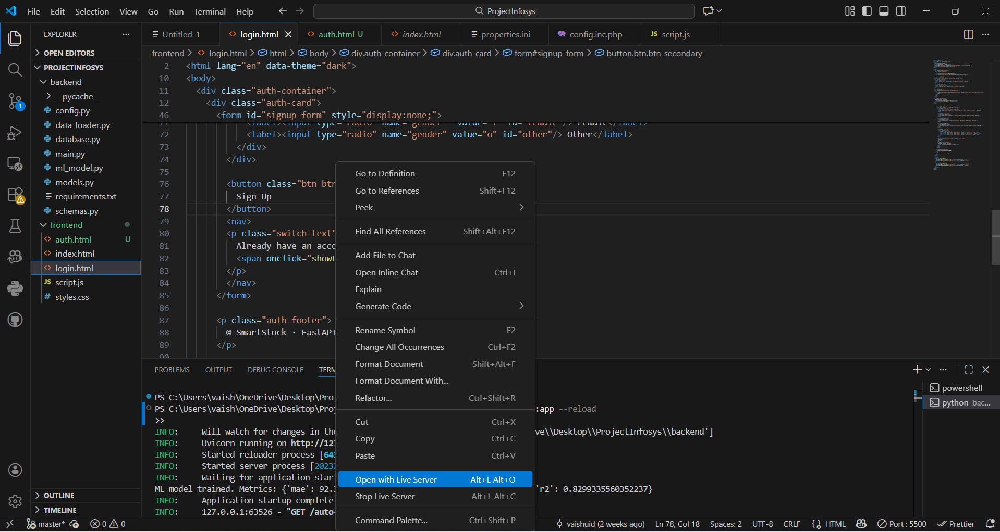 File Edit Selection View Go Run Terminal Help
ProjectInfosys
EXPLORER
OPEN EDITORS
PROJECTINFOSYS
backend
__pycache__
config.py
data_loader.py
database.py
main.py
ml_model.py
models.py
requirements.txt
schemas.py
frontend
auth.html U
index.html
login.html
script.js
styles.css
OUTLINE
TIMELINE
1
Untitled-1 login.html auth.html U index.html properties.ini config.inc.php script.js
frontend > login.html > html > body > div.auth-container > div.auth-card > form#signup-form > button.btn.btn-secondary
2 <html lang="en" data-theme="dark">
10 <body>
11 <div class="auth-container">
12 <div class="auth-card">
46 <form id="signup-form" style="display:none;">
71 <label><input type="radio" name="gender" value="f" id="female"/> Female</label>
72 <label><input type="radio" name="gender" value="o" id="other"/> Other</label>
73 </div>
74 </div>
75
76 <button class="btn btn
77 Sign Up
78 </button>
79 <nav>
80 <p class="switch-text"
81 Already have an acco
82 <span onclick="showL
83 </p>
84 </nav>
85 </form>
86
87 <p class="auth-footer">
88 © SmartStock · FastAPI
89 </p>
90
Go to Definition F12
Go to References Shift+F12
Peek
Find All References Shift+Alt+F12
Add File to Chat
Open Inline Chat Ctrl+I
Explain
Generate Code
Rename Symbol F2
Change All Occurrences Ctrl+F2
Format Document Shift+Alt+F
Format Document With...
Refactor... Ctrl+Shift+R
Cut Ctrl+X
Copy Ctrl+C
Paste Ctrl+V
Open with Live Server Alt+L Alt+O
Stop Live Server Alt+L Alt+C
Command Palette... Ctrl+Shift+P
PROBLEMS OUTPUT DEBUG CONSOLE TERM
powershell
python bac...
PS C:\Users\vaish\OneDrive\Desktop\Proj
PS C:\Users\vaish\OneDrive\Desktop\Proj :app --reload
>>
INFO: Will watch for changes in the ve\\Desktop\\ProjectInfosys\\backend']
INFO: Uvicorn running on http://127
INFO: Started reloader process [643
INFO: Started server process [20232
INFO: Waiting for application start
ML model trained. Metrics: {'mae': 92.3 'r2': 0.8299335560352237}
INFO: Application startup complete.
INFO: 127.0.0.1:63526 - "GET /auto-
master* 0 0 vaishuid (2 weeks ago) Ln 78, Col 18 Spaces: 2 UTF-8 CRLF HTML Port : 5500 Prettier